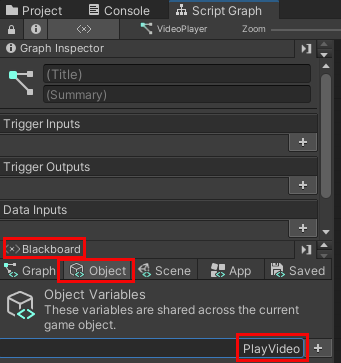 Project Console Script Graph
VideoPlayer Zoom
Graph Inspector
(Title)
(Summary)
Trigger Inputs
+
Trigger Outputs
+
Data Inputs
+
Blackboard
Graph Object Scene App Saved
Object Variables
These variables are shared across the current
game object.
PlayVideo +